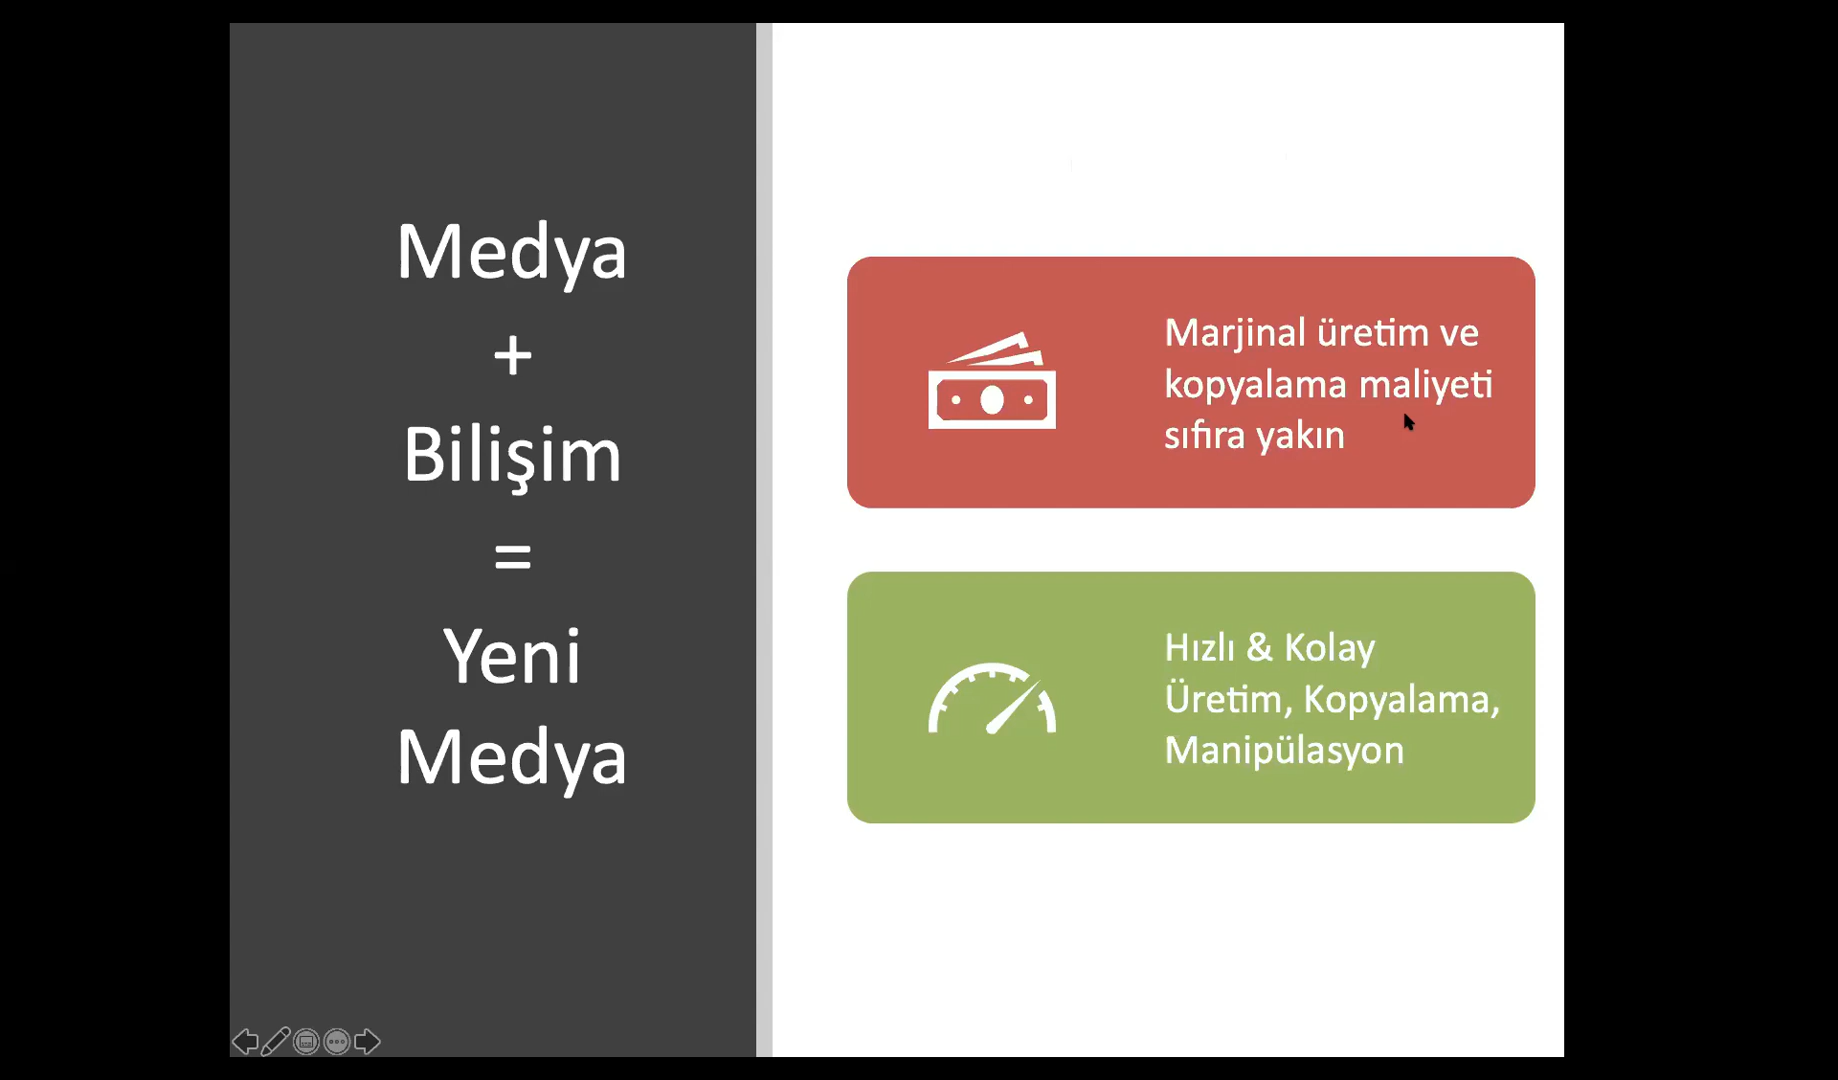 Medya
+
Bilişim
=
Yeni
Medya
Marjinal üretim ve
kopyalama maliyeti
sıfıra yakın
Hızlı & Kolay
Üretim, Kopyalama,
Manipülasyon